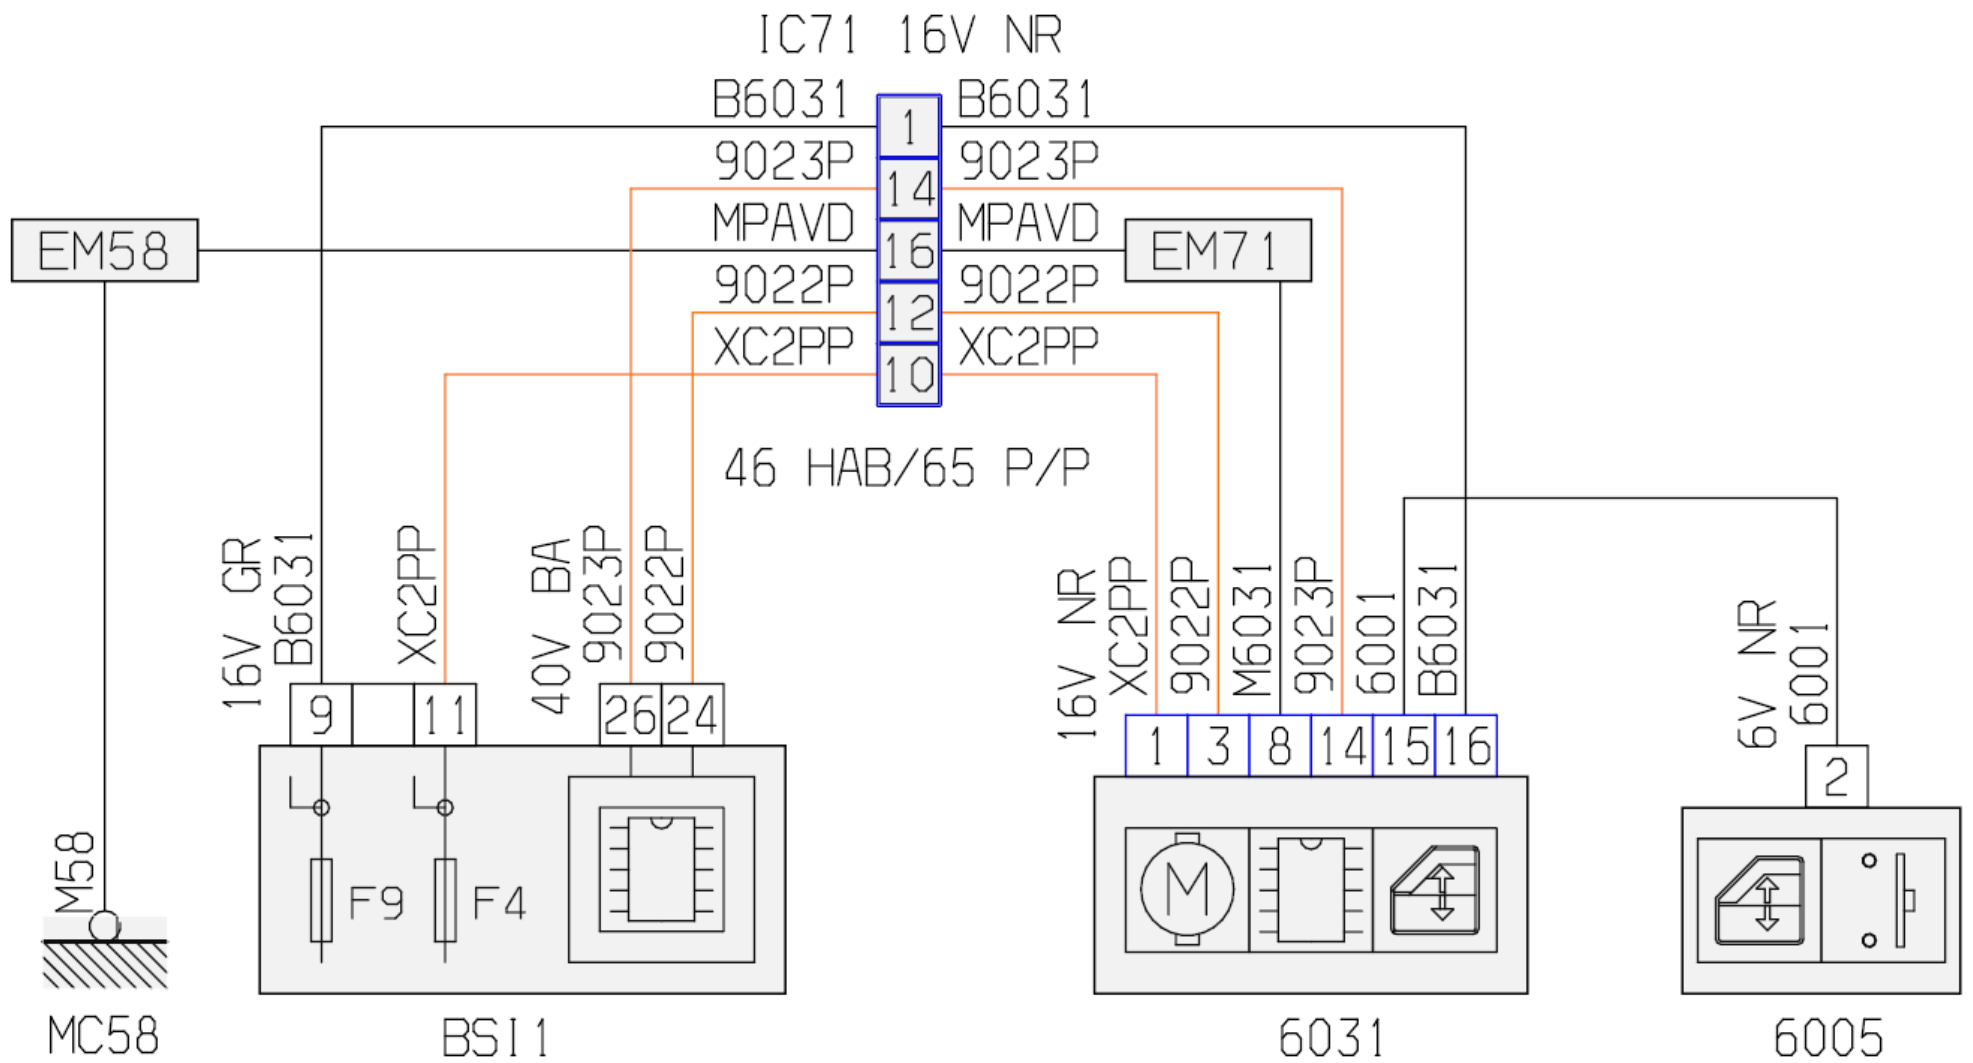 IC71 16V NR
B6031 1 B6031
9023P 14 9023P
MPAVD 16 MPAVD
EM58
EM71
9022P 12 9022P
XC2PP 10 XC2PP
46 HAB/65 P/P
16V GR
B6031
XC2PP
40V BA
9023P
9022P
16V NR
XC2PP
9022P
M6031
9023P
6001
B6031
6V NR
6001
9 11 26 24
1 3 8 14 15 16
2
M58
F9
F4
M
MC58
BSI1
6031
6005